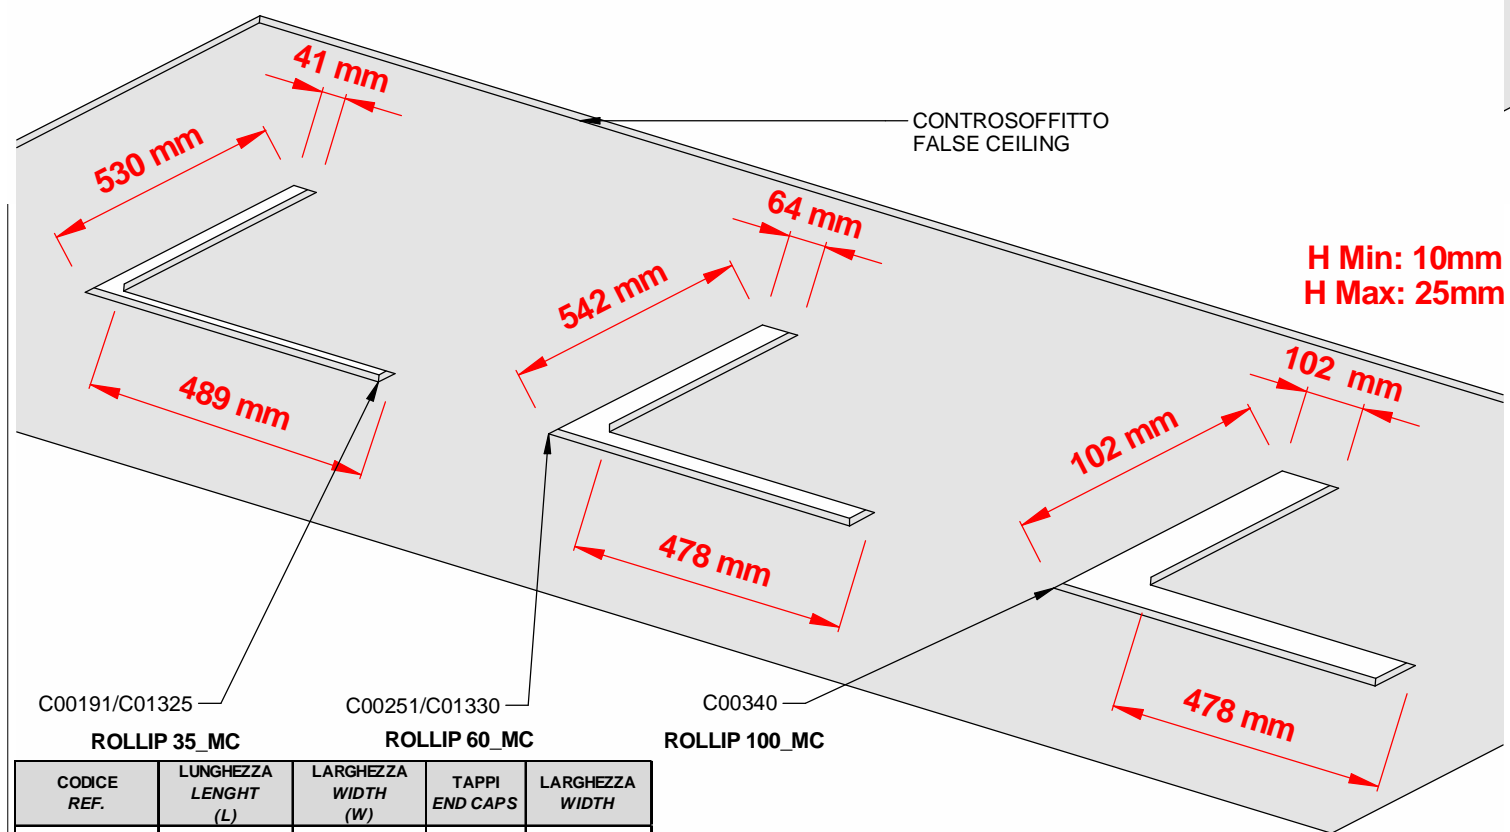 41 mm
530 mm
CONTROSOFFITTO
FALSE CEILING
64 mm
H Min: 10mm
H Max: 25mm
542 mm
102 mm
489 mm
102 mm
478 mm
478 mm
C00191/C01325
ROLLIP 35_MC
C00251/C01330
ROLLIP 60_MC
C00340
ROLLIP 100_MC
CODICE
REF.
LUNGHEZZA
LENGHT
(L)
LARGHEZZA
WIDTH
(W)
TAPPI
END CAPS
LARGHEZZA
WIDTH